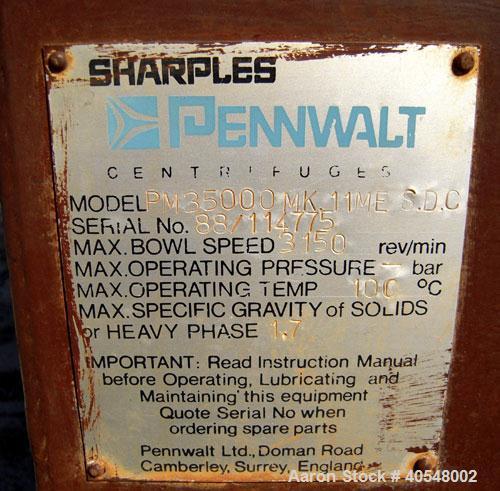 SHARPLES
PENNWALT
CENTRIFUGES
MODEL PM35000 MK.11ME S.D.C
SERIAL No. 88/114775
MAX. BOWL SPEED 3150 rev/min
MAX. OPERATING PRESSURE - bar
MAX. OPERATING TEMP 100 °C
MAX. SPECIFIC GRAVITY of SOLIDS
or HEAVY PHASE 1.7
IMPORTANT: Read Instruction Manual
before Operating, Lubricating and
Maintaining this equipment
Quote Serial No when
ordering spare parts
Pennwalt Ltd., Doman Road
Camberley, Surrey, England
Aaron Stock # 40548002